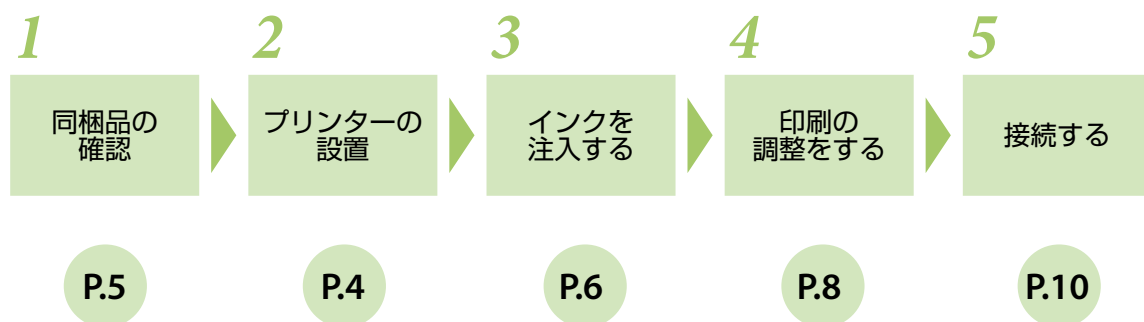 1
2
3
4
5
同梱品の
確認
プリンターの
設置
インクを
注入する
印刷の
調整をする
接続する
P.5
P.4
P.6
P.8
P.10